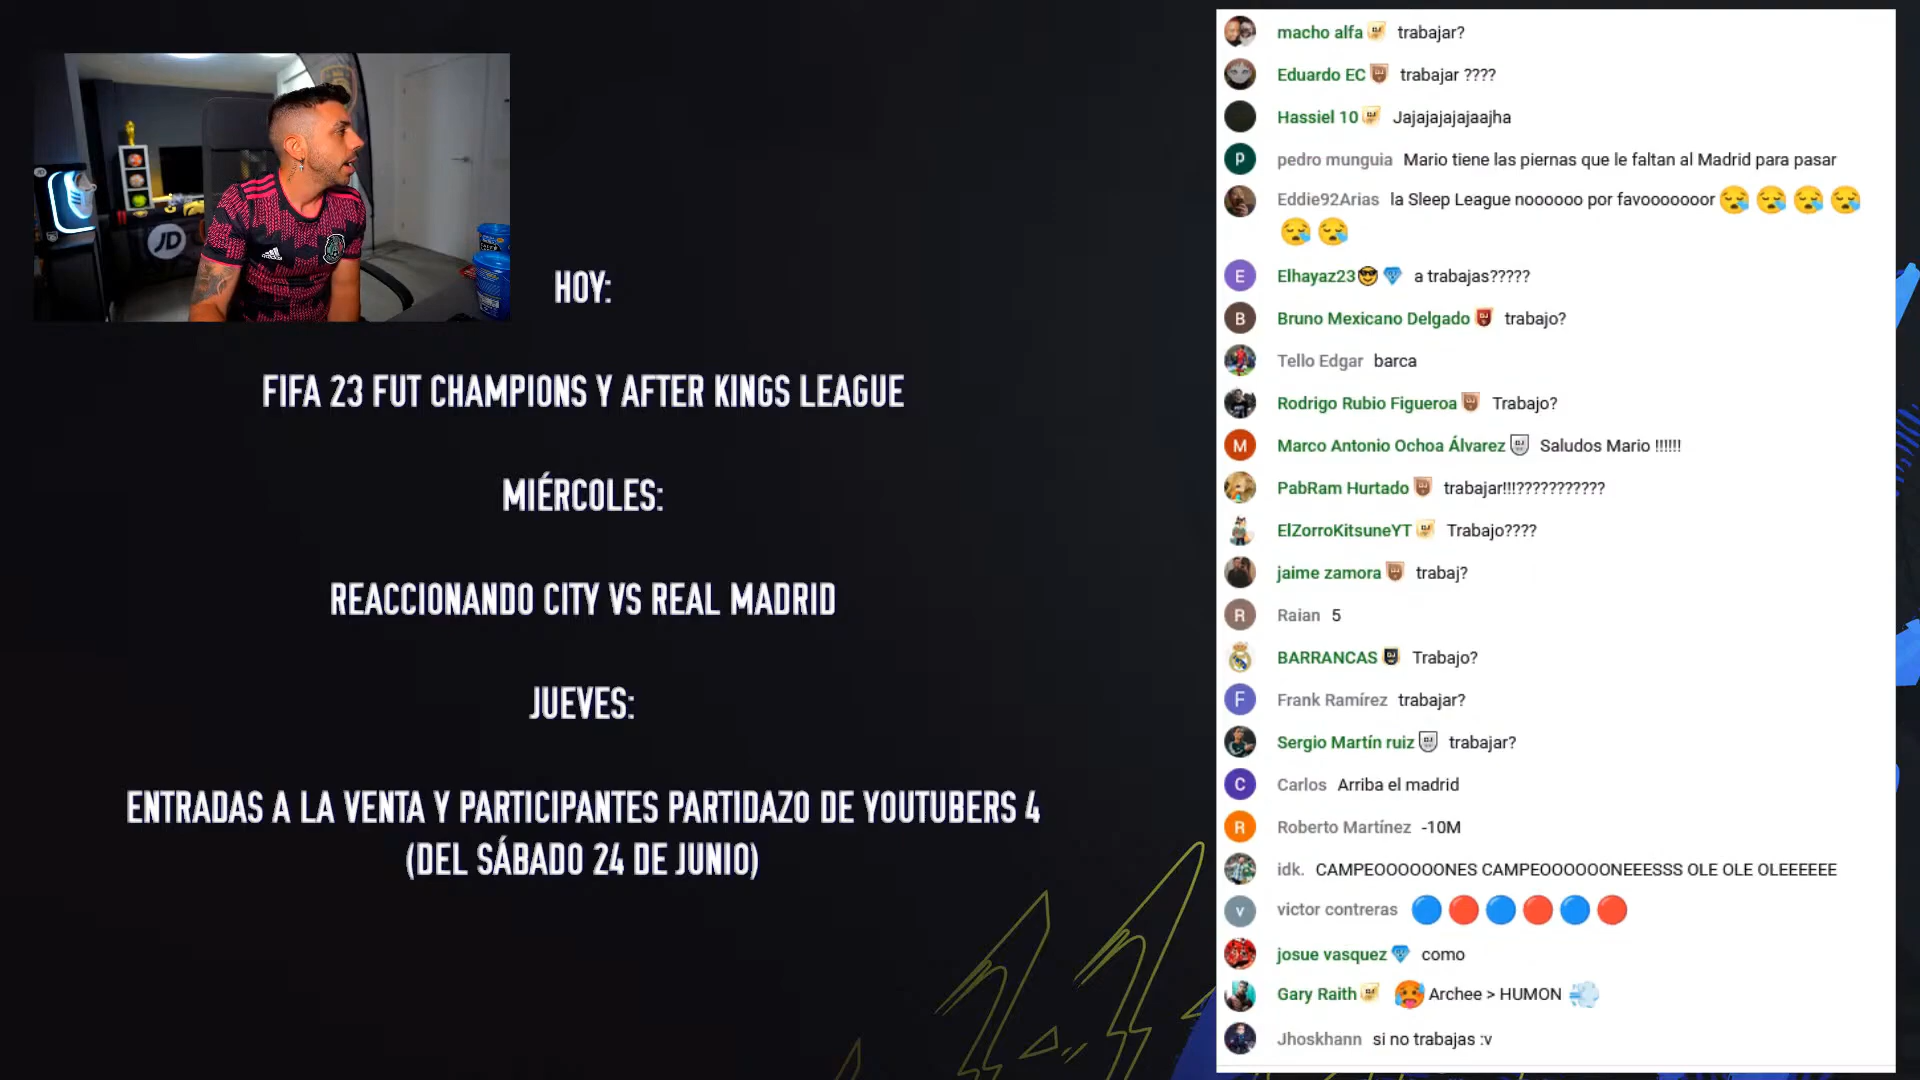 JD
HOY:
FIFA 23 FUT CHAMPIONS Y AFTER KINGS LEAGUE
MIÉRCOLES:
REACCIONANDO CITY VS REAL MADRID
JUEVES:
ENTRADAS A LA VENTA Y PARTICIPANTES PARTIDAZO DE YOUTUBERS 4
(DEL SÁBADO 24 DE JUNIO)
macho alfa trabajar?
Eduardo EC trabajar ????
Hassiel 10 Jajajajajajaajha
P pedro munguia Mario tiene las piernas que le faltan al Madrid para pasar
Eddie92Arias la Sleep League noooooo por favooooooor 😪😪😪😪
😪😪
E Elhayaz23😎 a trabajas?????
B Bruno Mexicano Delgado trabajo?
Tello Edgar barca
Rodrigo Rubio Figueroa Trabajo?
M Marco Antonio Ochoa Álvarez Saludos Mario !!!!!!
PabRam Hurtado trabajar!!!???????????
ElZorroKitsuneYT Trabajo????
jaime zamora trabaj?
R Raian 5
BARRANCAS Trabajo?
F Frank Ramírez trabajar?
Sergio Martín ruiz trabajar?
C Carlos Arriba el madrid
R Roberto Martínez -10M
idk. CAMPEOOOOOONES CAMPEOOOOOONEEESSS OLE OLE OLEEEEEE
v victor contreras 🔵🔴🔵🔴🔵🔴
josue vasquez como
Gary Raith 🥵 Archee > HUMON 💨
Jhoskhann si no trabajas :v